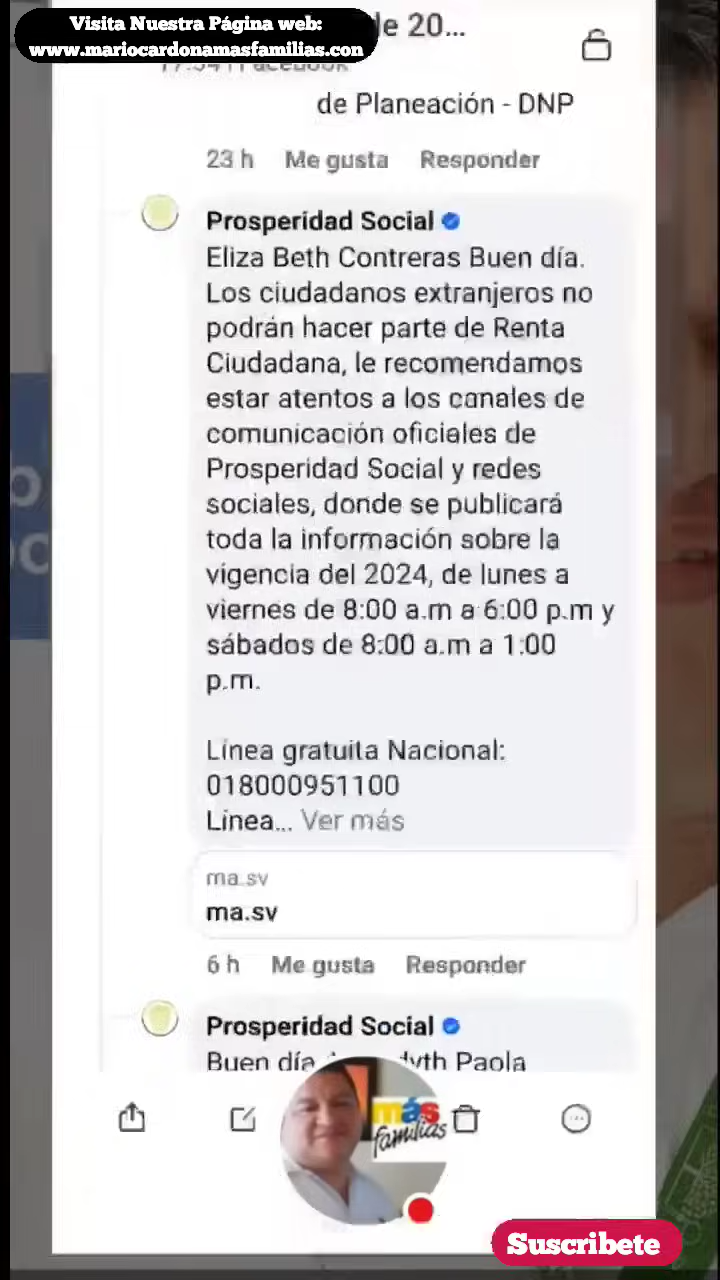 Visita Nuestra Página web:
www.mariocardonamasfamilias.com
de 20...
de Planeación - DNP
23 h Me gusta Responder
Prosperidad Social
Eliza Beth Contreras Buen día.
Los ciudadanos extranjeros no
podrán hacer parte de Renta
Ciudadana, le recomendamos
estar atentos a los canales de
comunicación oficiales de
Prosperidad Social y redes
sociales, donde se publicará
toda la información sobre la
vigencia del 2024, de lunes a
viernes de 8:00 a.m a 6:00 p.m y
sábados de 8:00 a.m a 1:00
p.m.
Línea gratuita Nacional:
018000951100
Línea... Ver más
ma.sv
ma.sv
6 h Me gusta Responder
Prosperidad Social
Buen día Paola
más
familias
Suscribete